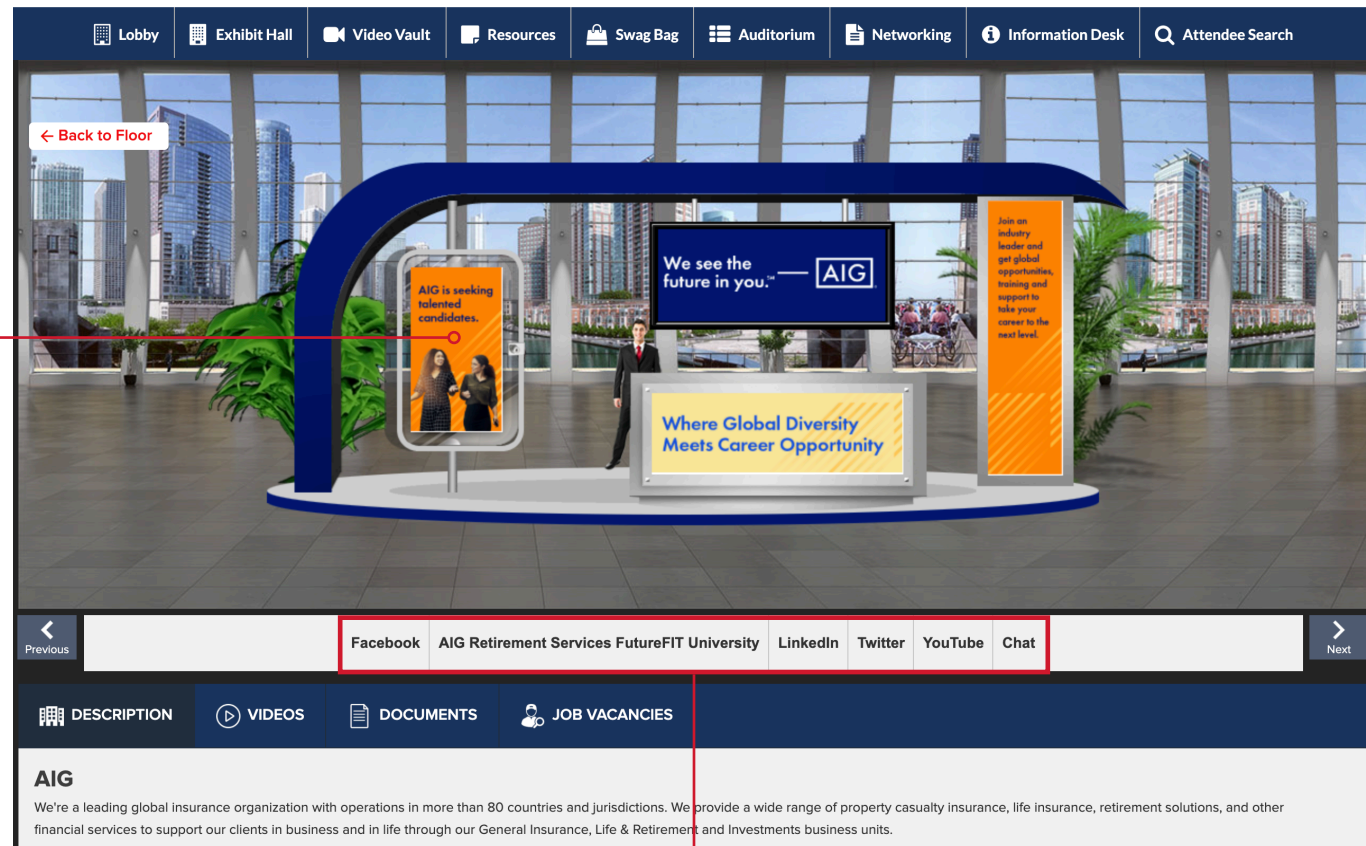 Lobby
Exhibit Hall
Video Vault
Resources
Swag Bag
Auditorium
Networking
Information Desk
Attendee Search
← Back to Floor
AIG is seeking
talented
candidates.
We see the
future in you.™
AIG
Join an
industry
leader and
get global
opportunities,
training and
support to
take your
career to the
next level.
Where Global Diversity
Meets Career Opportunity
Previous
Facebook
AIG Retirement Services FutureFIT University
LinkedIn
Twitter
YouTube
Chat
Next
DESCRIPTION
VIDEOS
DOCUMENTS
JOB VACANCIES
AIG
We're a leading global insurance organization with operations in more than 80 countries and jurisdictions. We provide a wide range of property casualty insurance, life insurance, retirement solutions, and other
financial services to support our clients in business and in life through our General Insurance, Life & Retirement and Investments business units.